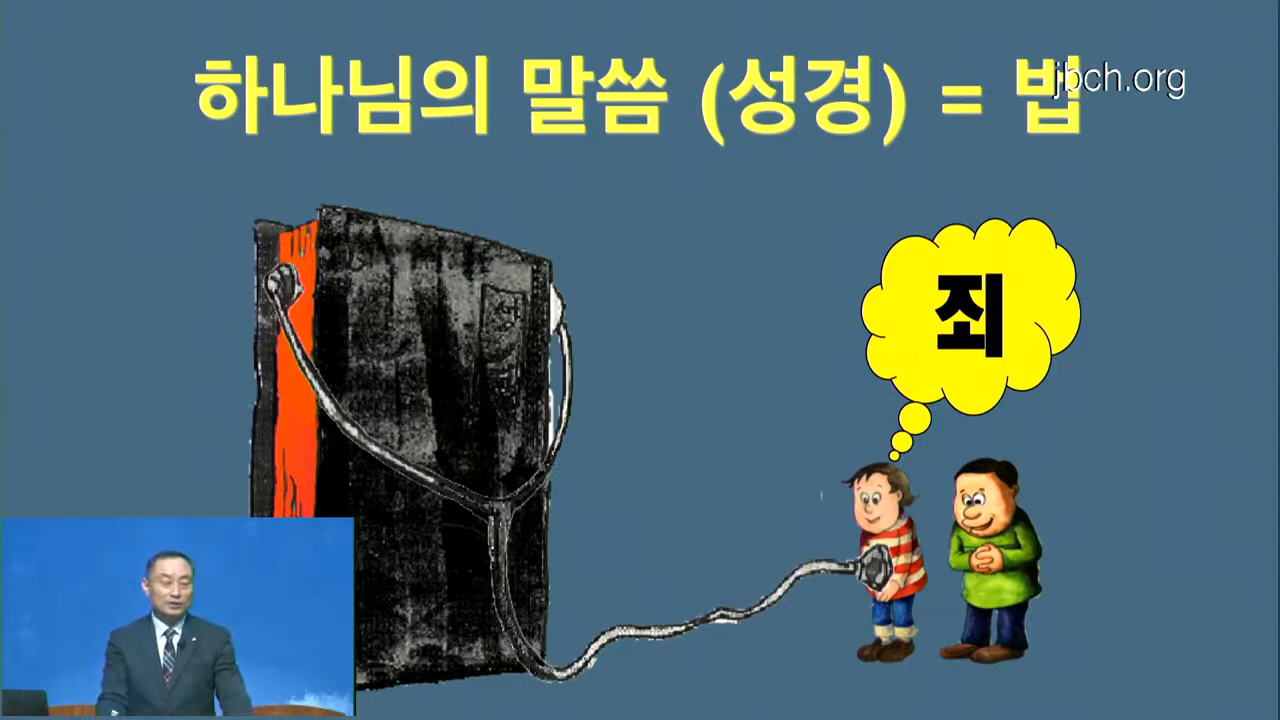 하나님의 말씀 (성경) = 법
jbch.org
죄